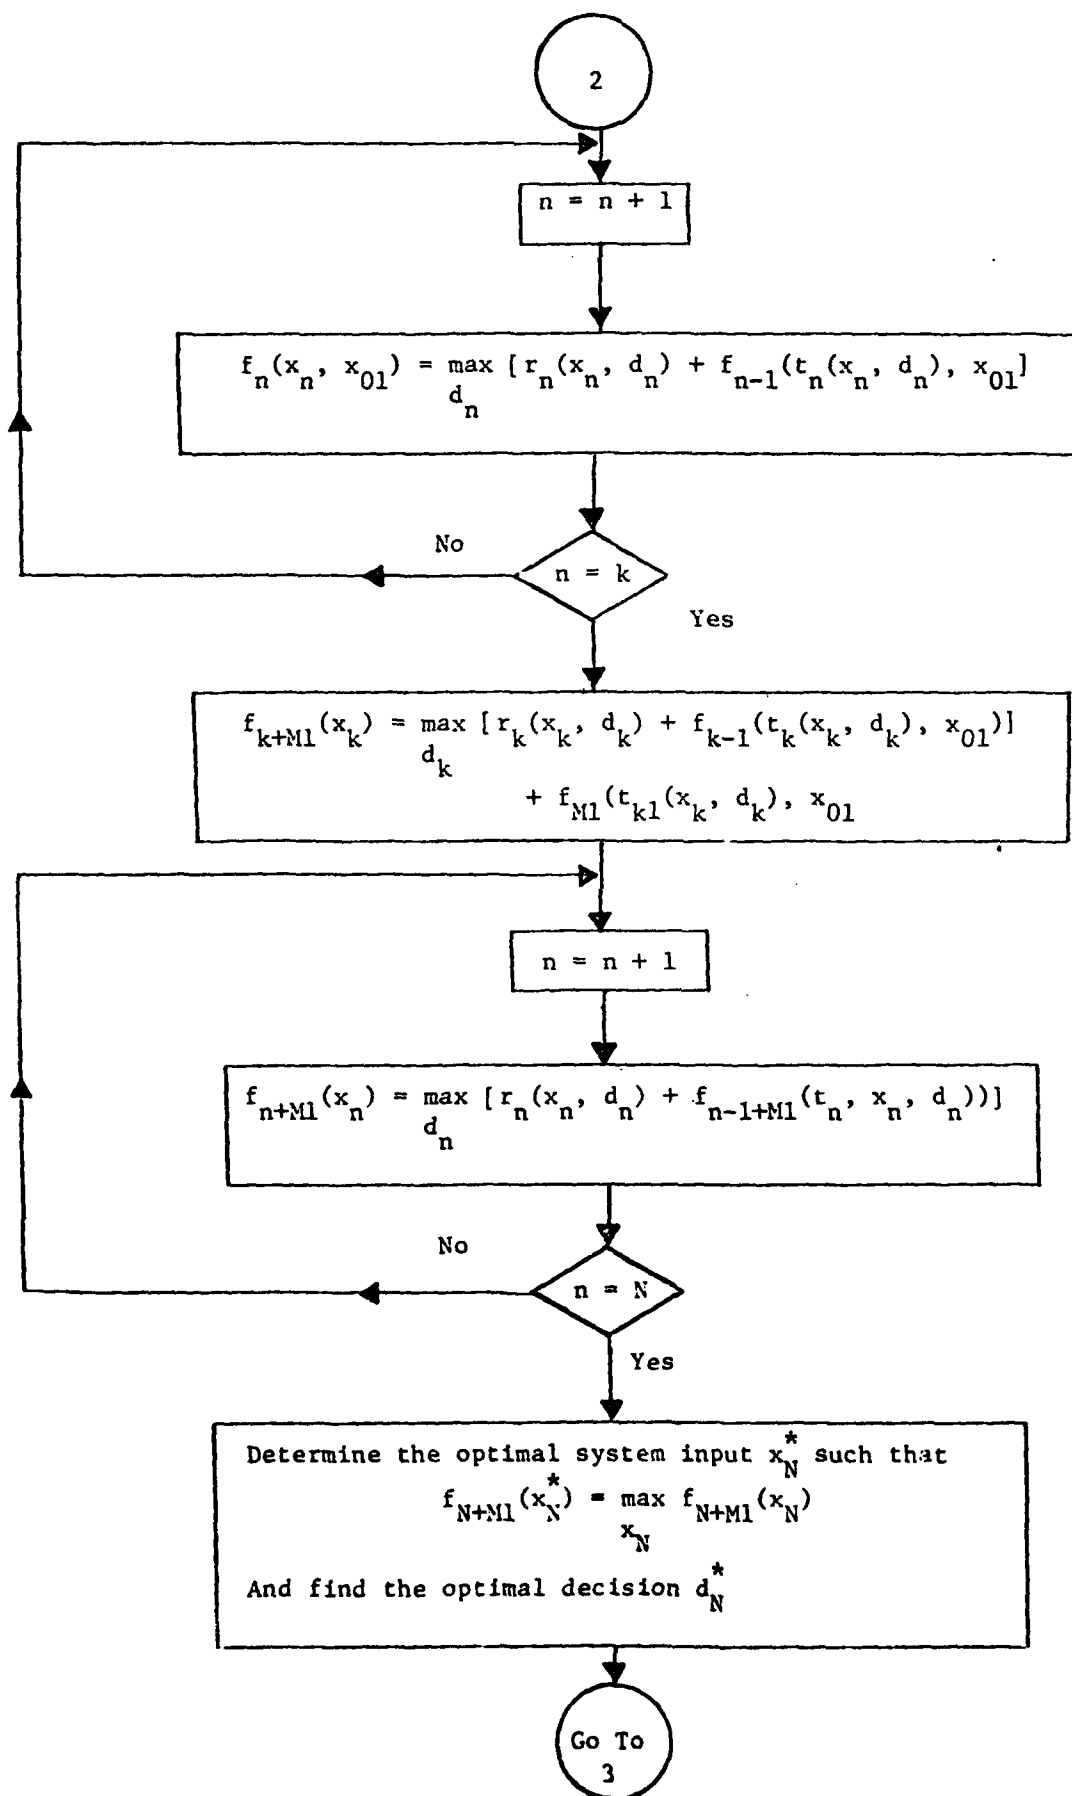 2
n = n + 1
f_n(x_n, x_01) = max [r_n(x_n, d_n) + f_n-1(t_n(x_n, d_n), x_01]
d_n
No
n = k
Yes
f_k+M1(x_k) = max [r_k(x_k, d_k) + f_k-1(t_k(x_k, d_k), x_01)]
d_k
+ f_M1(t_k1(x_k, d_k), x_01
n = n + 1
f_n+M1(x_n) = max [r_n(x_n, d_n) + f_n-1+M1(t_n, x_n, d_n))]
d_n
No
n = N
Yes
Determine the optimal system input x_N^* such that
f_N+M1(x_N^*) = max f_N+M1(x_N)
x_N
And find the optimal decision d_N^*
Go To
3